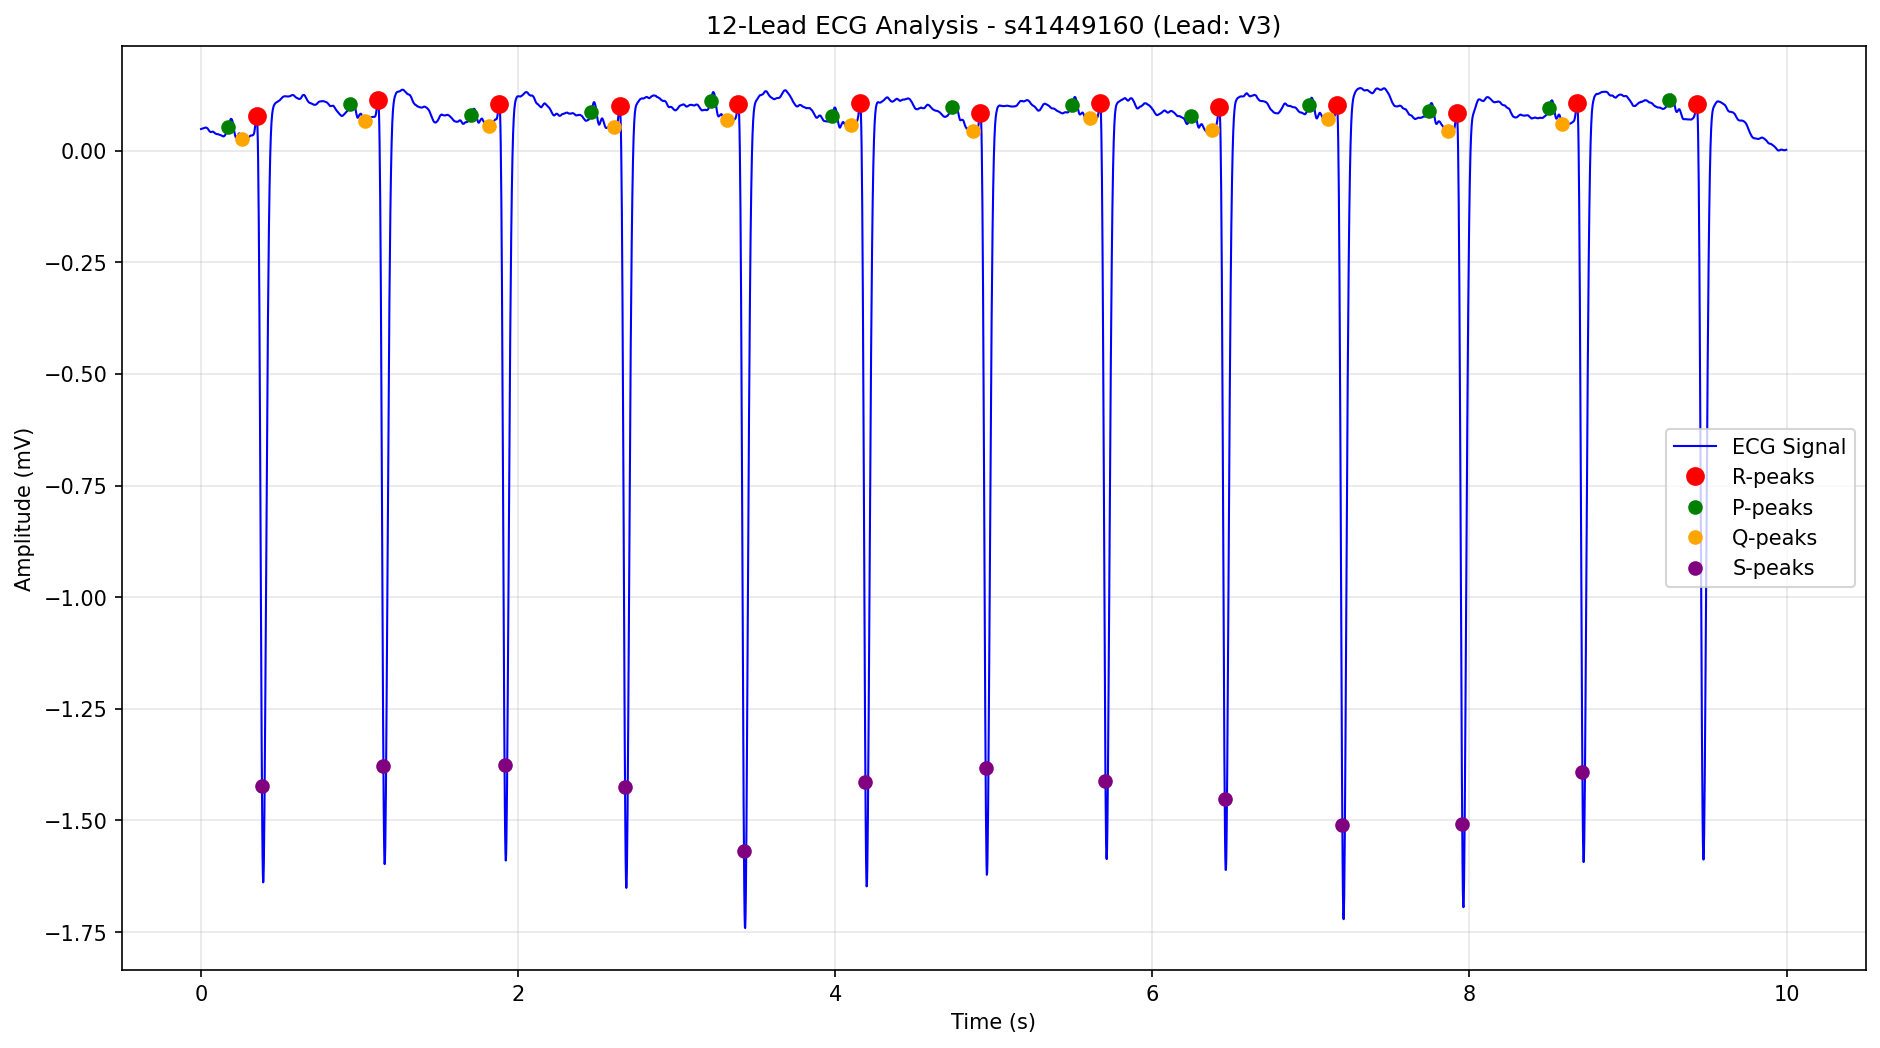 12-Lead ECG Analysis - s41449160 (Lead: V3)
Amplitude (mV)
0.00
−0.25
−0.50
−0.75
−1.00
−1.25
−1.50
−1.75
ECG Signal
R-peaks
P-peaks
Q-peaks
S-peaks
0 2 4 6 8 10
Time (s)